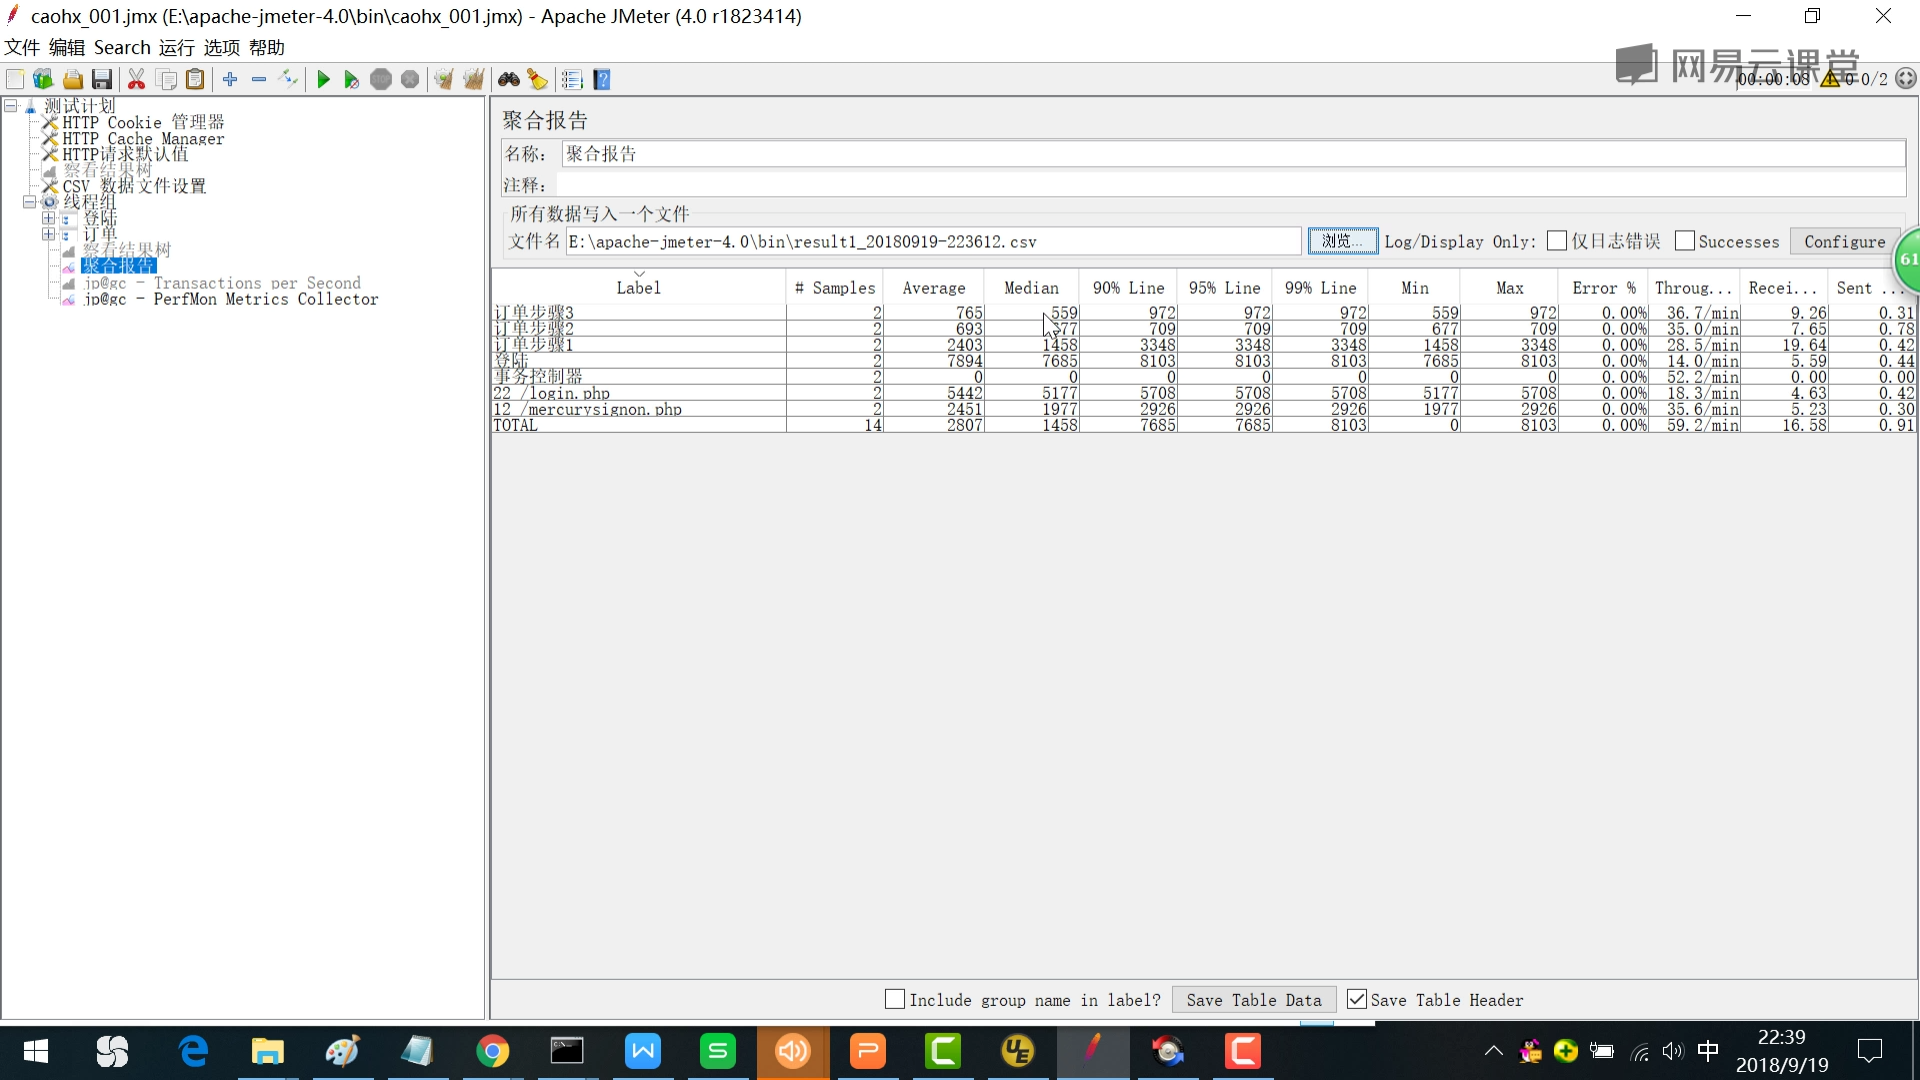 caohx_001.jmx (E:\apache-jmeter-4.0\bin\caohx_001.jmx) - Apache JMeter (4.0 r1823414)
文件 编辑 Search 运行 选项 帮助
网易云课堂
00:00:08 0 0/2
测试计划
HTTP Cookie 管理器
HTTP Cache Manager
HTTP请求默认值
察看结果树
CSV 数据文件设置
线程组
登陆
订单
察看结果树
聚合报告
jp@gc - Transactions per Second
jp@gc - PerfMon Metrics Collector
聚合报告
名称: 聚合报告
注释:
所有数据写入一个文件
文件名 E:\apache-jmeter-4.0\bin\result1_20180919-223612.csv 浏览... Log/Display Only: 仅日志错误 Successes Configure
61
Label # Samples Average Median 90% Line 95% Line 99% Line Min Max Error % Throug... Recei... Sent ...
订单步骤3 2 765 559 972 972 972 559 972 0.00% 36.7/min 9.26 0.31
订单步骤2 2 693 677 709 709 709 677 709 0.00% 35.0/min 7.65 0.78
订单步骤1 2 2403 1458 3348 3348 3348 1458 3348 0.00% 28.5/min 19.64 0.42
登陆 2 7894 7685 8103 8103 8103 7685 8103 0.00% 14.0/min 5.59 0.44
事务控制器 2 0 0 0 0 0 0 0 0.00% 52.2/min 0.00 0.00
22 /login.php 2 5442 5177 5708 5708 5708 5177 5708 0.00% 18.3/min 4.63 0.42
12 /mercurysignon.php 2 2451 1977 2926 2926 2926 1977 2926 0.00% 35.6/min 5.23 0.30
TOTAL 14 2807 1458 7685 7685 8103 0 8103 0.00% 59.2/min 16.58 0.91
Include group name in label? Save Table Data Save Table Header
中
22:39
2018/9/19